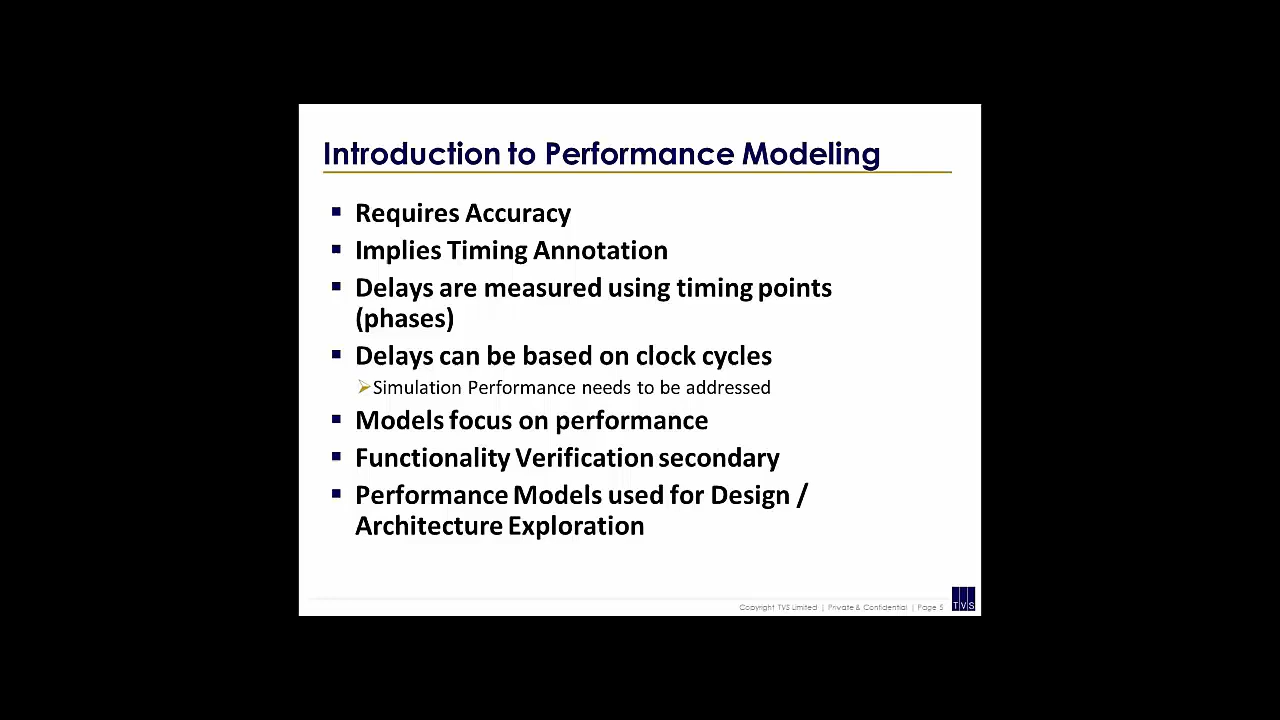 Introduction to Performance Modeling
Requires Accuracy
Implies Timing Annotation
Delays are measured using timing points
(phases)
Delays can be based on clock cycles
Simulation Performance needs to be addressed
Models focus on performance
Functionality Verification secondary
Performance Models used for Design /
Architecture Exploration
Copyright TVS Limited | Private & Confidential | Page 5
TVS